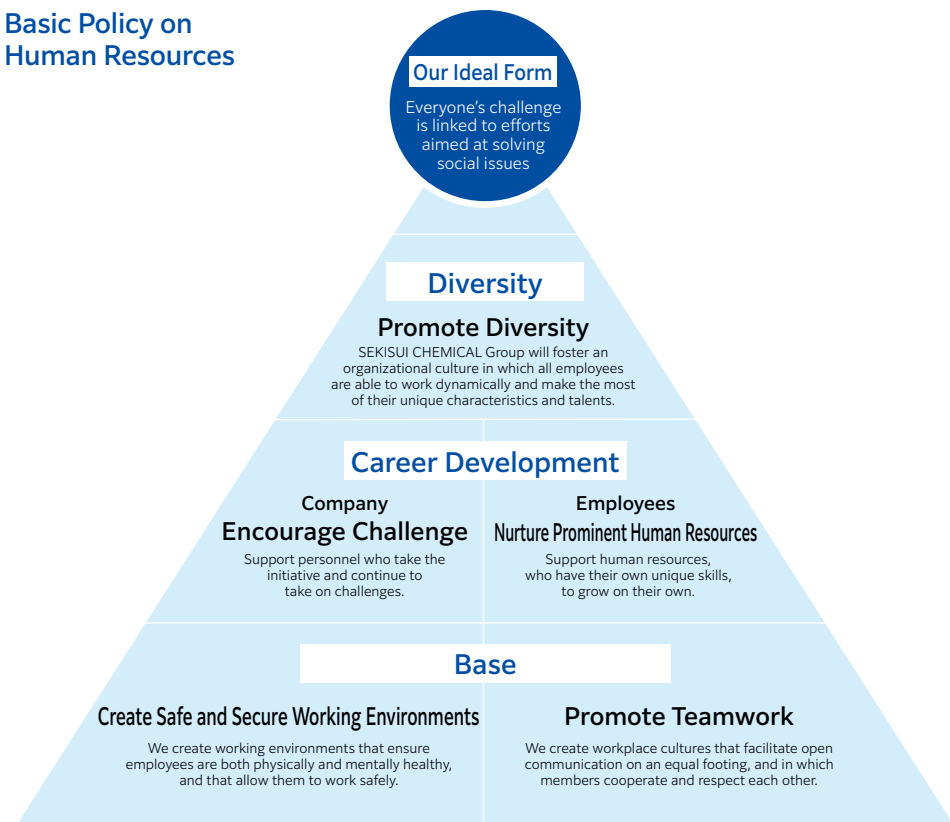 Basic Policy on
Human Resources
Our Ideal Form
Everyone’s challenge
is linked to efforts
aimed at solving
social issues
Diversity
Promote Diversity
SEKISUI CHEMICAL Group will foster an
organizational culture in which all employees
are able to work dynamically and make the most
of their unique characteristics and talents.
Career Development
Company
Encourage Challenge
Support personnel who take the
initiative and continue to
take on challenges.
Employees
Nurture Prominent Human Resources
Support human resources,
who have their own unique skills,
to grow on their own.
Base
Create Safe and Secure Working Environments
We create working environments that ensure
employees are both physically and mentally healthy,
and that allow them to work safely.
Promote Teamwork
We create workplace cultures that facilitate open
communication on an equal footing, and in which
members cooperate and respect each other.